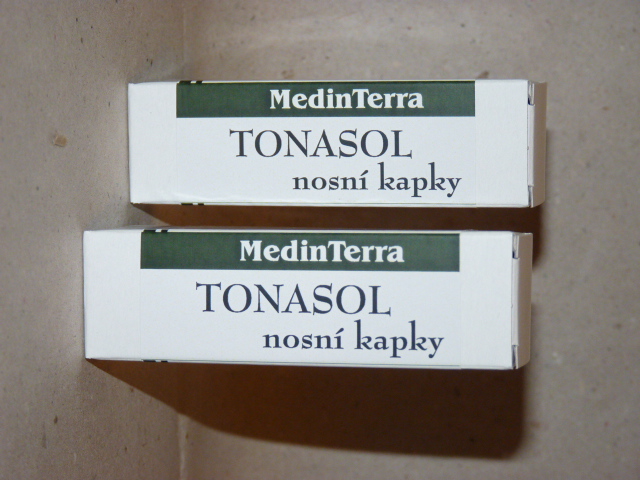 MedinTerra
TONASOL
nosní kapky
MedinTerra
TONASOL
nosní kapky